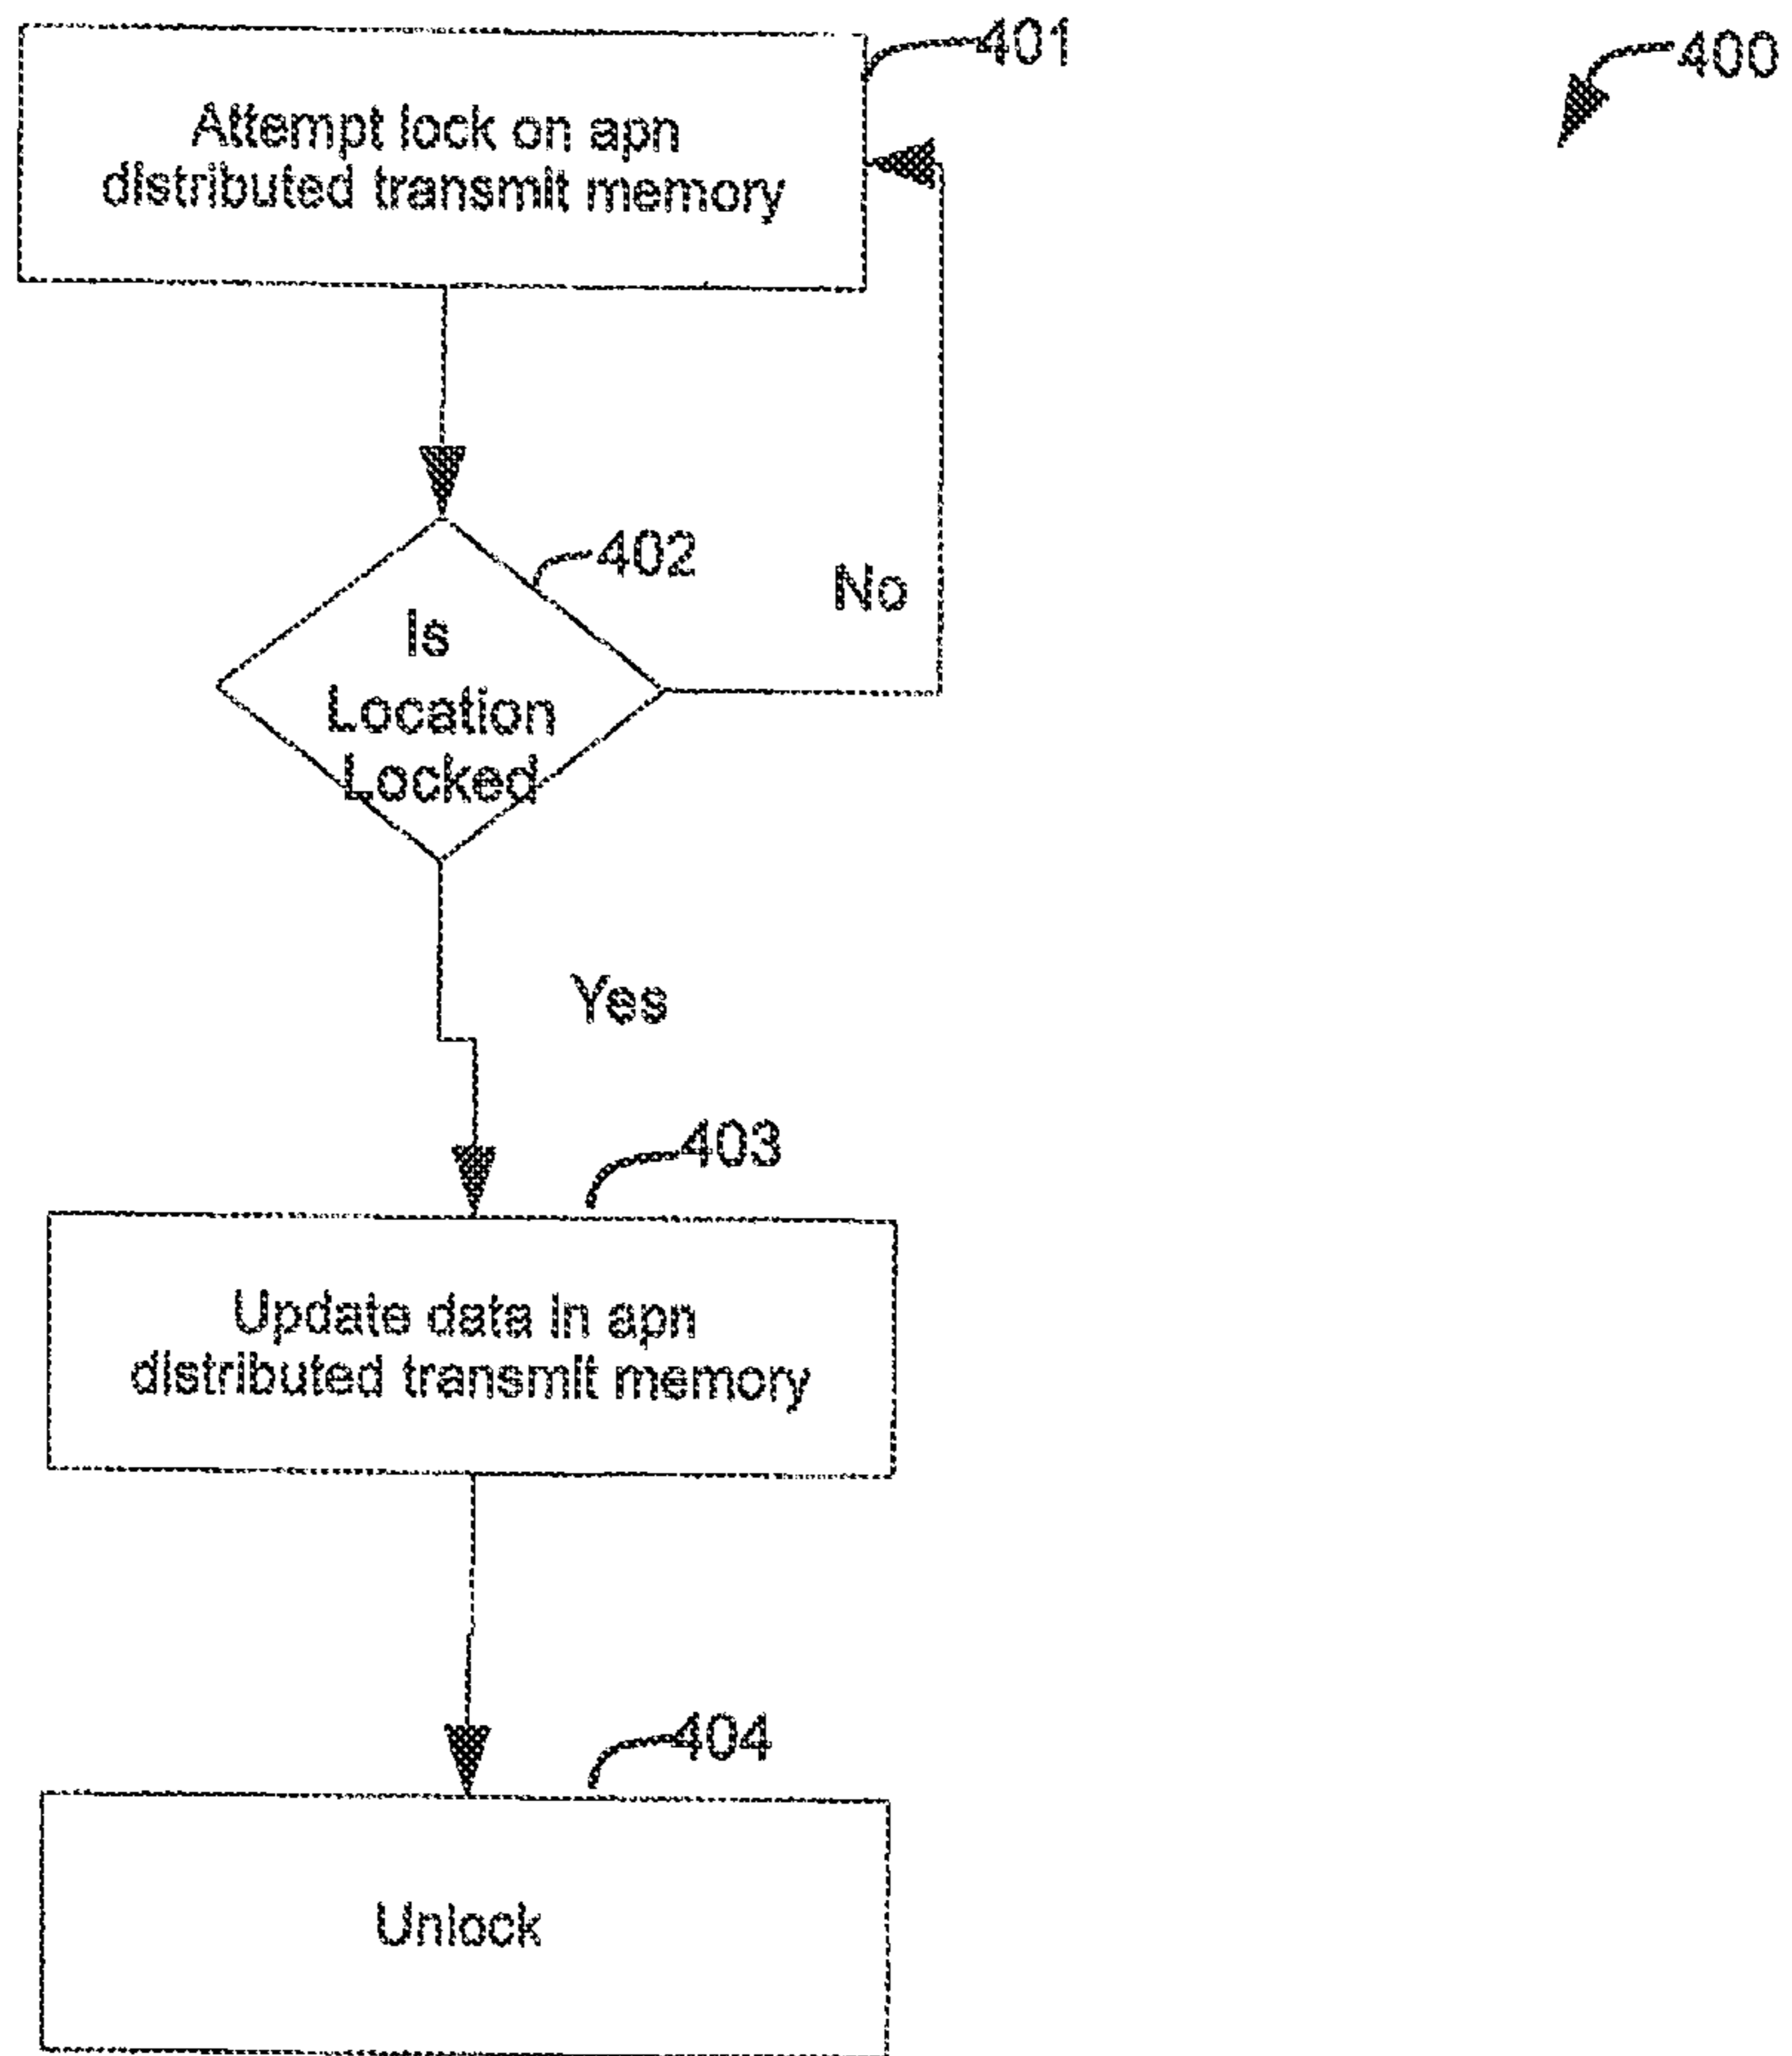 401
400
Attempt lock on apn
distributed transmit memory
402
No
Is
Location
Locked
Yes
403
Update data in apn
distributed transmit memory
404
Unlock